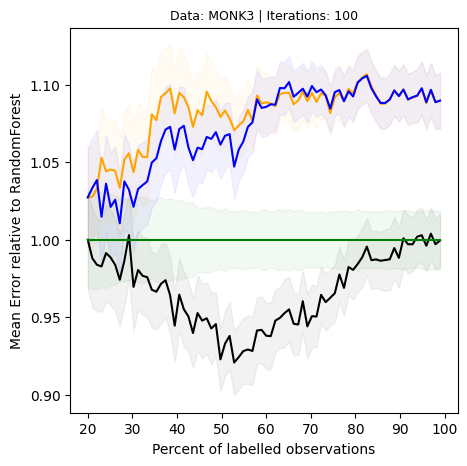 Data: MONK3 | Iterations: 100
Mean Error relative to RandomForest
1.10
1.05
1.00
0.95
0.90
20 30 40 50 60 70 80 90 100
Percent of labelled observations